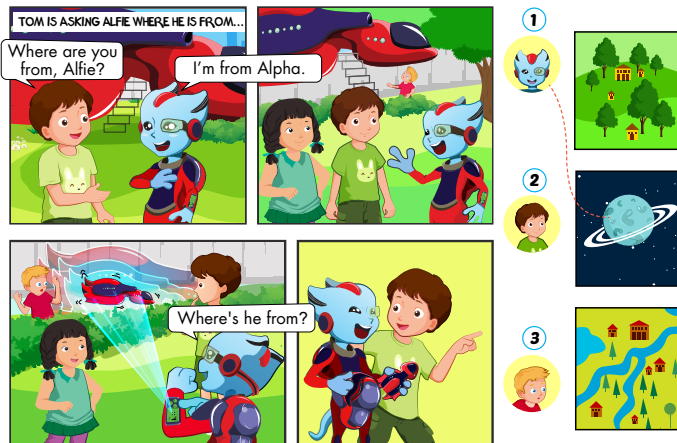 TOM IS ASKING ALFIE WHERE HE IS FROM...
Where are you
from, Alfie?
I'm from Alpha.
Where's he from?
1
2
3